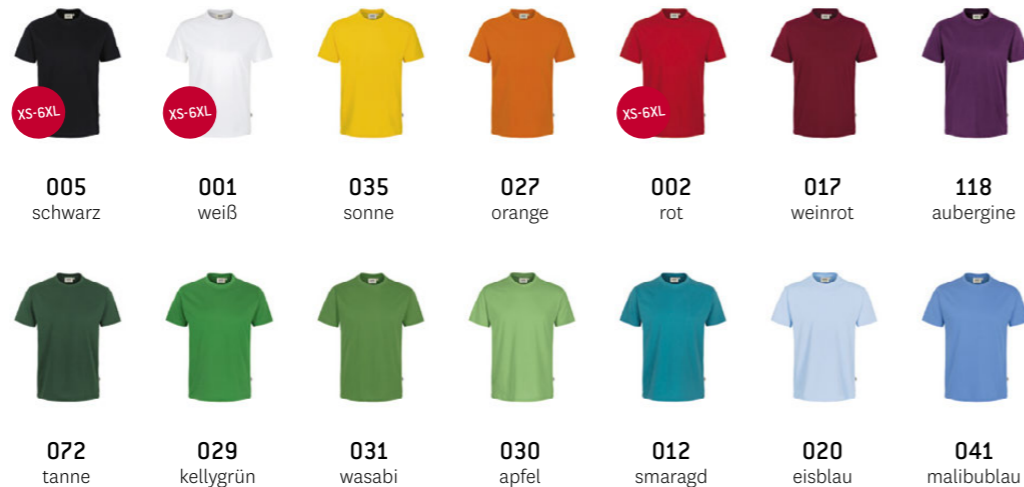 XS-6XL
XS-6XL
XS-6XL
005
001
035
027
002
017
118
schwarz
weiß
sonne
orange
rot
weinrot
aubergine
072
029
031
030
012
020
041
tanne
kellygrün
wasabi
apfel
smaragd
eisblau
malibublau